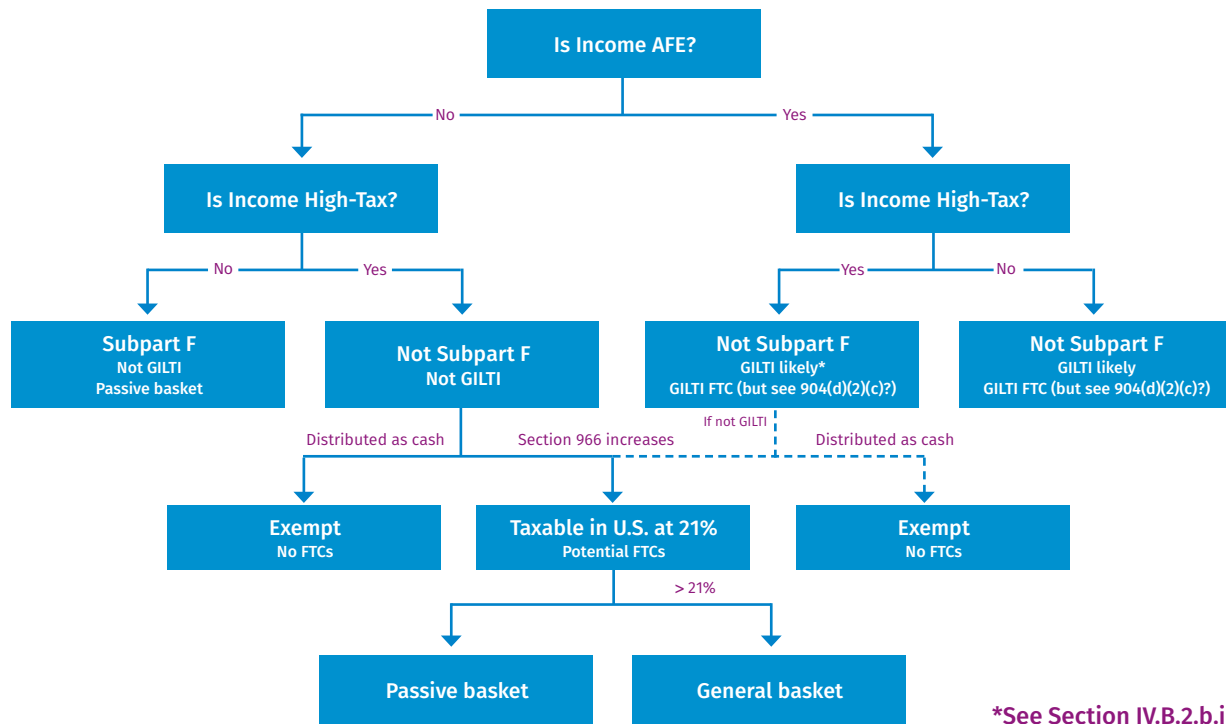 Is Income AFE?
No
Yes
Is Income High-Tax?
Is Income High-Tax?
No
Yes
Yes
No
Subpart F
Not GILTI
Passive basket
Not Subpart F
Not GILTI
Not Subpart F
GILTI likely*
GILTI FTC (but see 904(d)(2)(c)?)
Not Subpart F
GILTI likely
GILTI FTC (but see 904(d)(2)(c)?)
If not GILTI
Distributed as cash
Section 966 increases
Distributed as cash
Exempt
No FTCs
Taxable in U.S. at 21%
Potential FTCs
Exempt
No FTCs
> 21%
Passive basket
General basket
*See Section IV.B.2.b.i